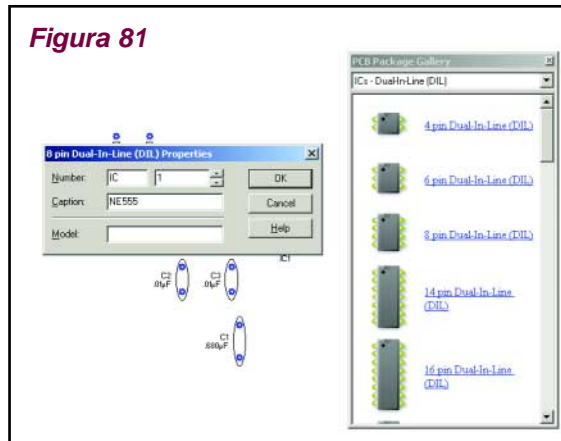 Figura 81
PCB Package Gallery
ICs - Dual-In-Line (DIL)
4 pin Dual-In-Line (DIL)
6 pin Dual-In-Line (DIL)
8 pin Dual-In-Line (DIL)
14 pin Dual-In-Line
(DIL)
16 pin Dual-In-Line
(DIL)
8 pin Dual-In-Line (DIL) Properties
Number: IC 1
OK
Caption: NE555
Cancel
Model:
Help
IC1
C2
.01µF
C3
.01µF
C1
.680µF